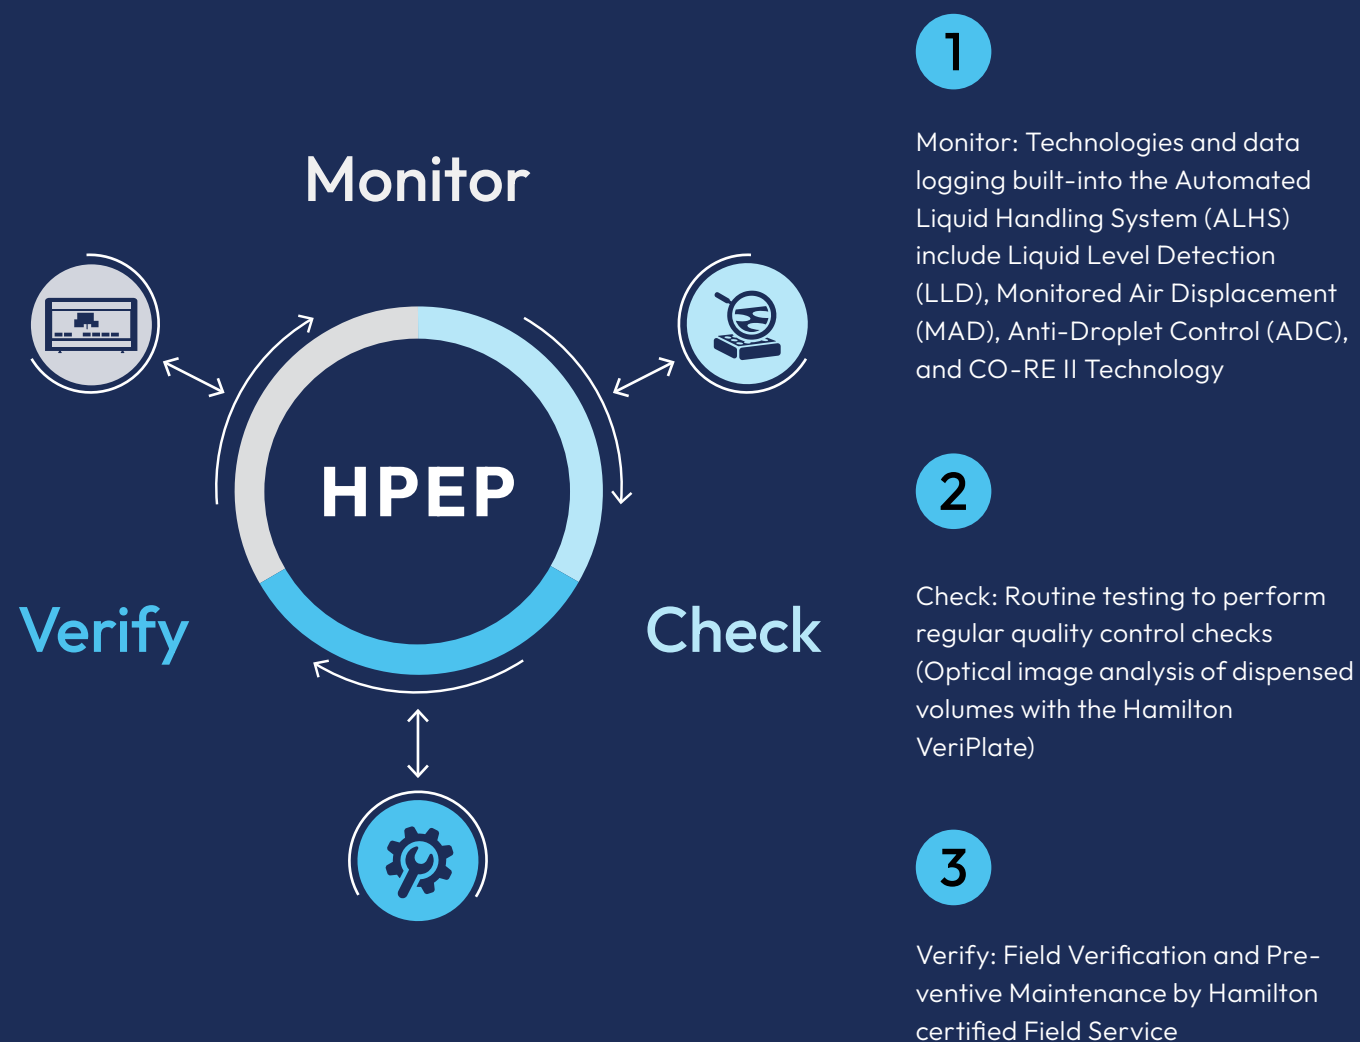 Monitor
HPEP
Verify
Check
1
Monitor: Technologies and data
logging built-into the Automated
Liquid Handling System (ALHS)
include Liquid Level Detection
(LLD), Monitored Air Displacement
(MAD), Anti-Droplet Control (ADC),
and CO-RE II Technology
2
Check: Routine testing to perform
regular quality control checks
(Optical image analysis of dispensed
volumes with the Hamilton
VeriPlate)
3
Verify: Field Verification and Pre-
ventive Maintenance by Hamilton
certified Field Service